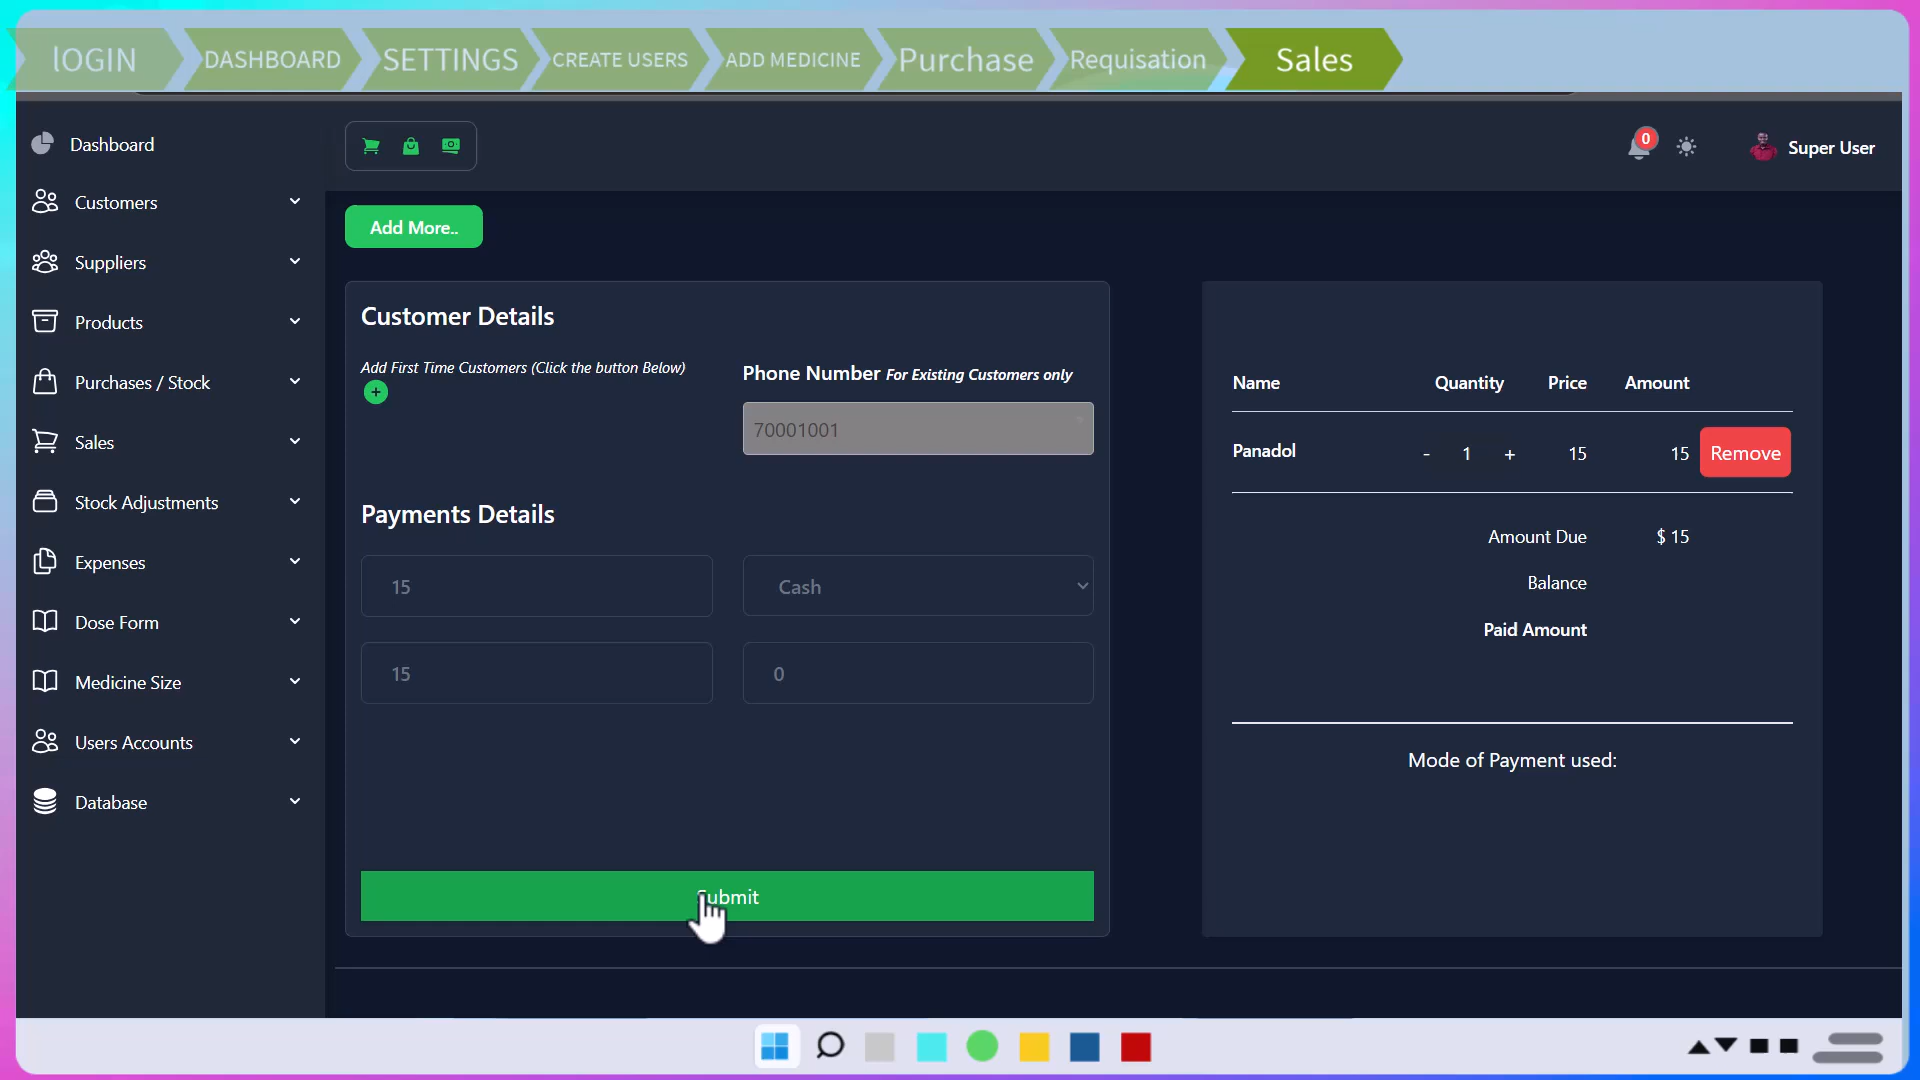 lOGIN
DASHBOARD
SETTINGS
CREATE USERS
ADD MEDICINE
Purchase
Requisation
Sales
Dashboard
Customers
Suppliers
Products
Purchases / Stock
Sales
Stock Adjustments
Expenses
Dose Form
Medicine Size
Users Accounts
Database
0
Super User
Add More..
Customer Details
Add First Time Customers (Click the button Below)
+
Phone Number For Existing Customers only
70001001
Payments Details
15
Cash
15
0
Submit
Name Quantity Price Amount
Panadol - 1 + 15 15 Remove
Amount Due $ 15
Balance
Paid Amount
Mode of Payment used: